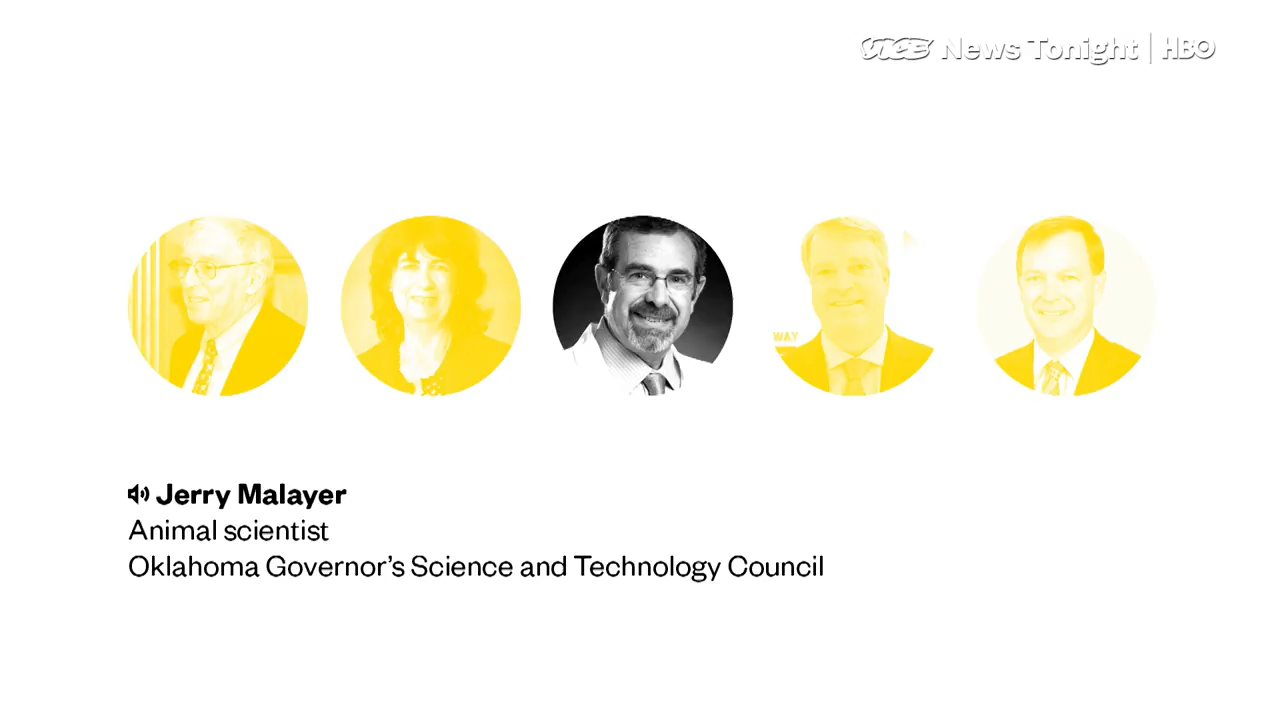 VICE News Tonight | HBO
WAY
Jerry Malayer
Animal scientist
Oklahoma Governor's Science and Technology Council